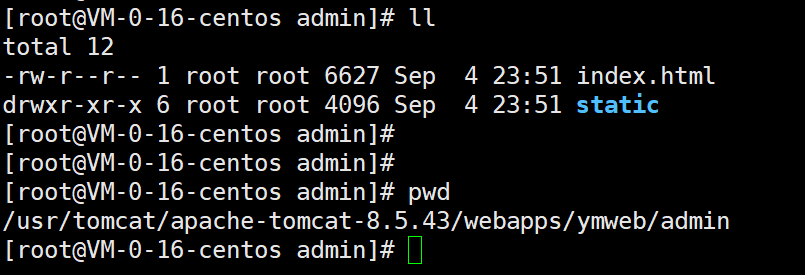 [root@VM-0-16-centos admin]# ll
total 12
-rw-r--r-- 1 root root 6627 Sep  4 23:51 index.html
drwxr-xr-x 6 root root 4096 Sep  4 23:51 static
[root@VM-0-16-centos admin]#
[root@VM-0-16-centos admin]#
[root@VM-0-16-centos admin]# pwd
/usr/tomcat/apache-tomcat-8.5.43/webapps/ymweb/admin
[root@VM-0-16-centos admin]#